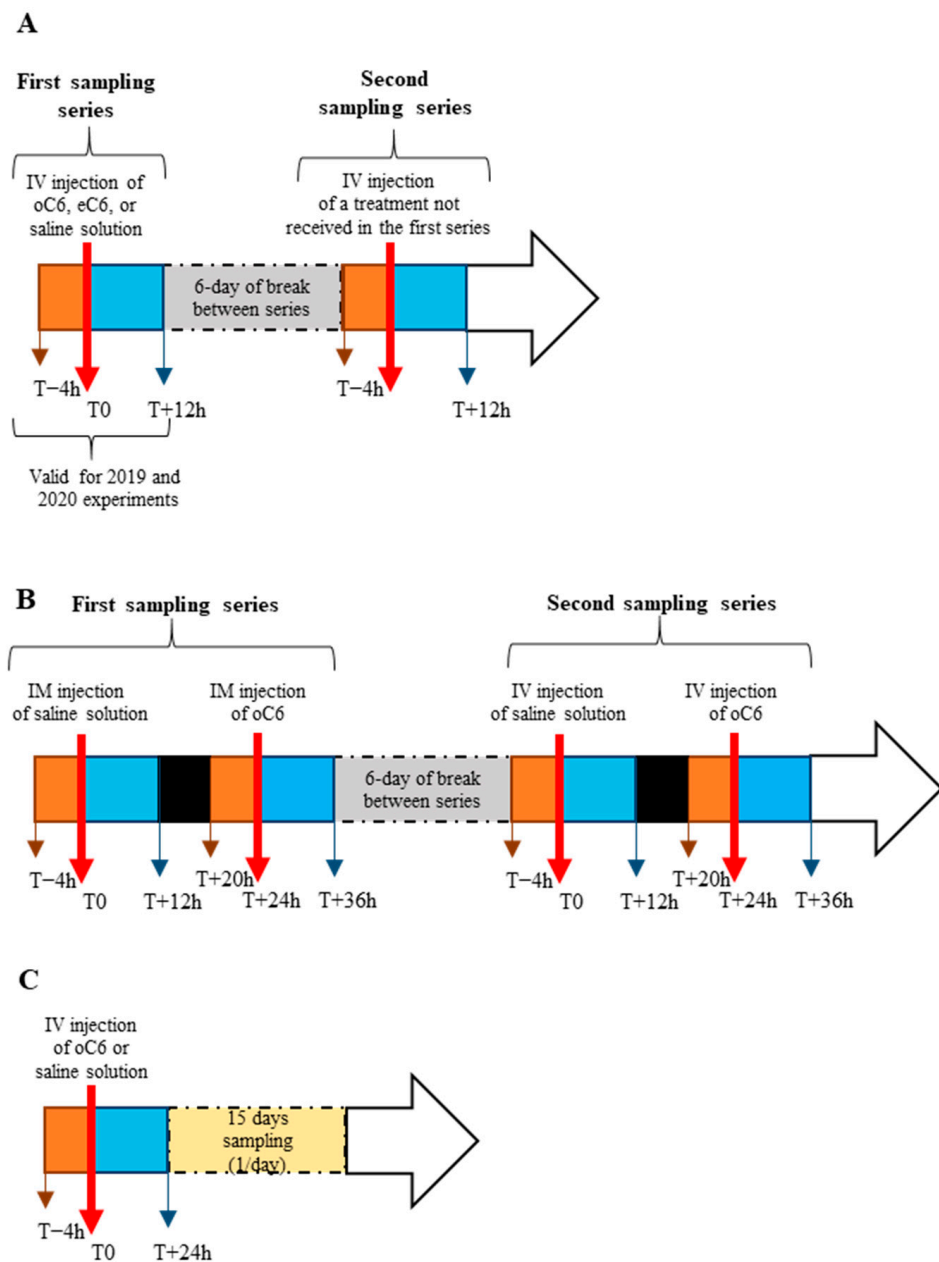 A
First sampling
series
Second
sampling series
IV injection of
oC6, eC6, or
saline solution
IV injection
of a treatment not
received in the first series
6-day of break
between series
T−4h
T0
T+12h
T−4h
T+12h
Valid for 2019 and
2020 experiments
B
First sampling series
Second sampling series
IM injection
of saline solution
IM injection
of oC6
IV injection
of saline solution
IV injection
of oC6
6-day of break
between series
T−4h
T0
T+12h
T+20h
T+24h
T+36h
T−4h
T0
T+12h
T+20h
T+24h
T+36h
C
IV injection
of oC6 or
saline solution
15 days
sampling
(1/day)
T−4h
T0
T+24h